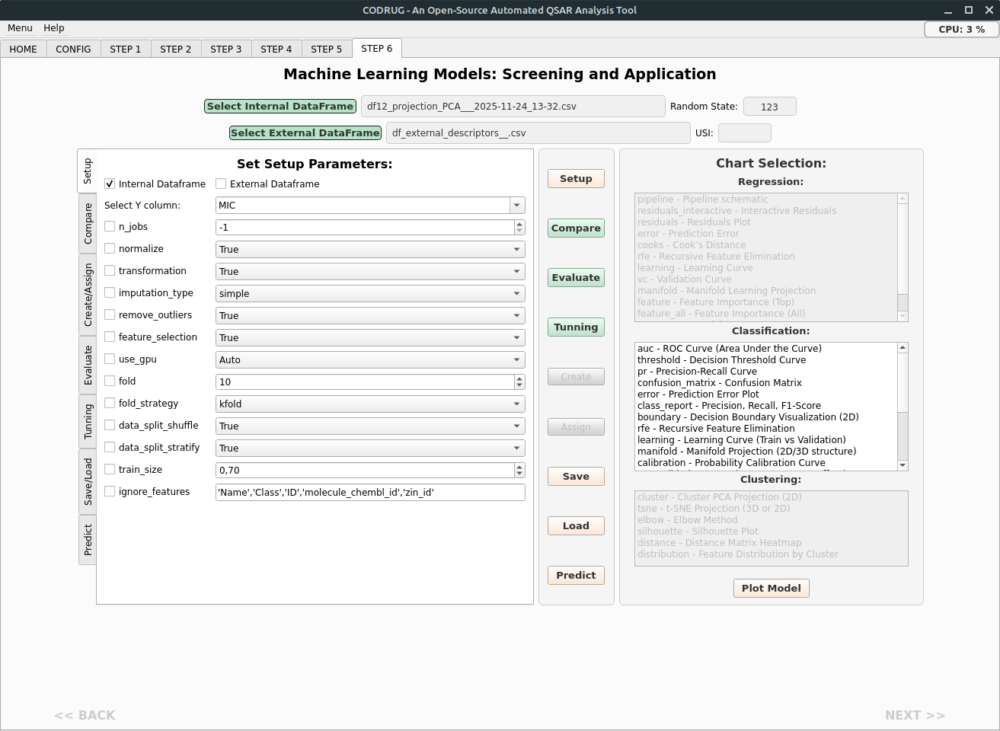 CODRUG - An Open-Source Automated QSAR Analysis Tool
Menu Help
CPU: 3 %
HOME CONFIG STEP 1 STEP 2 STEP 3 STEP 4 STEP 5 STEP 6
Machine Learning Models: Screening and Application
Select Internal DataFrame df12_projection_PCA___2025-11-24_13-32.csv Random State: 123
Select External DataFrame df_external_descriptors__.csv USI:
Setup
Compare
Create/Assign
Evaluate
Tunning
Save/Load
Predict
Set Setup Parameters:
Internal Dataframe External Dataframe
Select Y column: MIC
n_jobs -1
normalize True
transformation True
imputation_type simple
remove_outliers True
feature_selection True
use_gpu Auto
fold 10
fold_strategy kfold
data_split_shuffle True
data_split_stratify True
train_size 0,70
ignore_features 'Name','Class','ID','molecule_chembl_id','zin_id'
Setup
Compare
Evaluate
Tunning
Create
Assign
Save
Load
Predict
Chart Selection:
Regression:
pipeline - Pipeline schematic
residuals_interactive - Interactive Residuals
residuals - Residuals Plot
error - Prediction Error
cooks - Cook's Distance
rfe - Recursive Feature Elimination
learning - Learning Curve
vc - Validation Curve
manifold - Manifold Learning Projection
feature - Feature Importance (Top)
feature_all - Feature Importance (All)
Classification:
auc - ROC Curve (Area Under the Curve)
threshold - Decision Threshold Curve
pr - Precision-Recall Curve
confusion_matrix - Confusion Matrix
error - Prediction Error Plot
class_report - Precision, Recall, F1-Score
boundary - Decision Boundary Visualization (2D)
rfe - Recursive Feature Elimination
learning - Learning Curve (Train vs Validation)
manifold - Manifold Projection (2D/3D structure)
calibration - Probability Calibration Curve
Clustering:
cluster - Cluster PCA Projection (2D)
tsne - t-SNE Projection (3D or 2D)
elbow - Elbow Method
silhouette - Silhouette Plot
distance - Distance Matrix Heatmap
distribution - Feature Distribution by Cluster
Plot Model
<< BACK NEXT >>